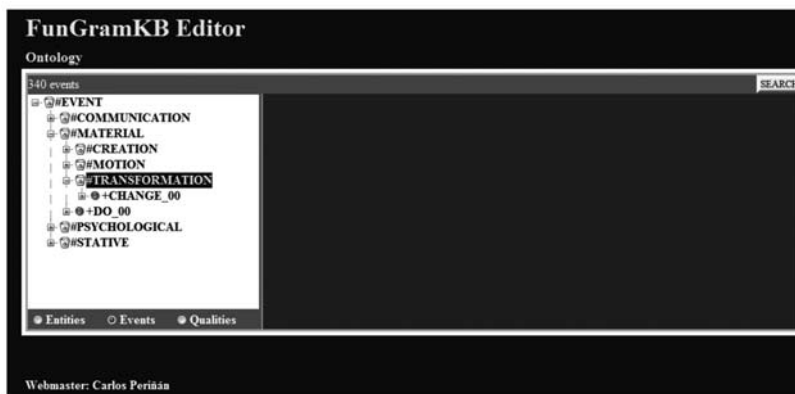 FunGramKB Editor
Ontology
340 events
SEARCH
#EVENT
#COMMUNICATION
#MATERIAL
#CREATION
#MOTION
#TRANSFORMATION
+CHANGE_00
+DO_00
#PSYCHOLOGICAL
#STATIVE
Entities Events Qualities
Webmaster: Carlos Periñán